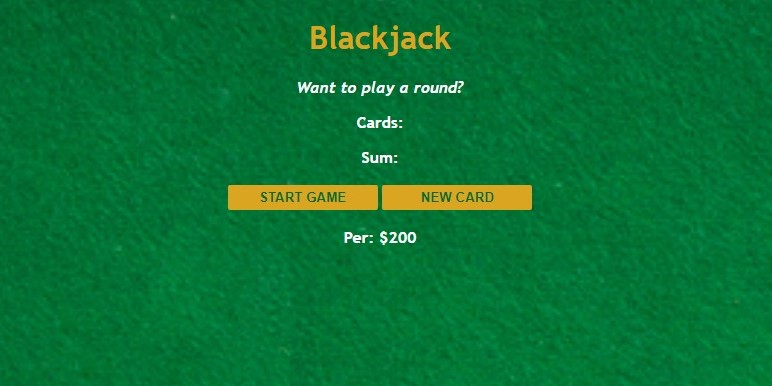 Blackjack
Want to play a round?
Cards:
Sum:
START GAME NEW CARD
Per: $200